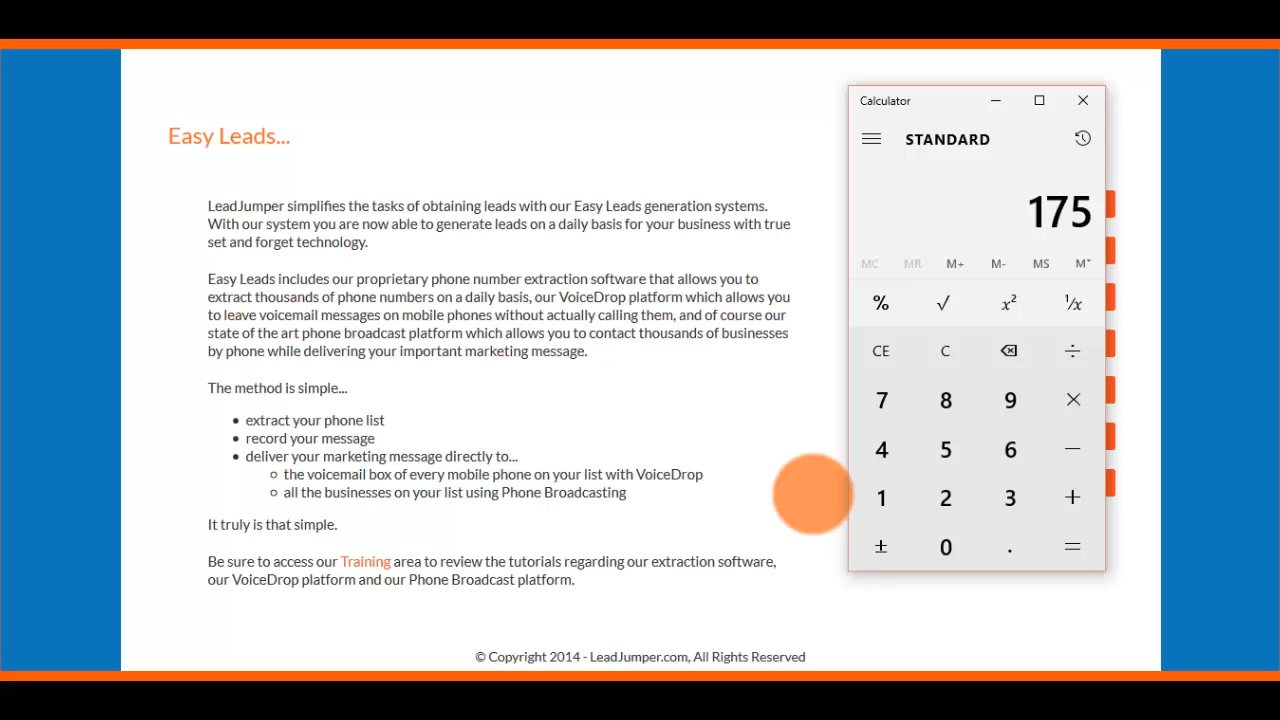 Easy Leads...
LeadJumper simplifies the tasks of obtaining leads with our Easy Leads generation systems.
With our system you are now able to generate leads on a daily basis for your business with true
set and forget technology.
Easy Leads includes our proprietary phone number extraction software that allows you to
extract thousands of phone numbers on a daily basis, our VoiceDrop platform which allows you
to leave voicemail messages on mobile phones without actually calling them, and of course our
state of the art phone broadcast platform which allows you to contact thousands of businesses
by phone while delivering your important marketing message.
The method is simple...
• extract your phone list
• record your message
• deliver your marketing message directly to...
◦ the voicemail box of every mobile phone on your list with VoiceDrop
◦ all the businesses on your list using Phone Broadcasting
It truly is that simple.
Be sure to access our Training area to review the tutorials regarding our extraction software,
our VoiceDrop platform and our Phone Broadcast platform.
© Copyright 2014 - LeadJumper.com, All Rights Reserved
Calculator
STANDARD
175
MC MR M+ M- MS M˅
% √ x² ¹/x
CE C ⌫ ÷
7 8 9 ×
4 5 6 −
1 2 3 +
± 0 . =